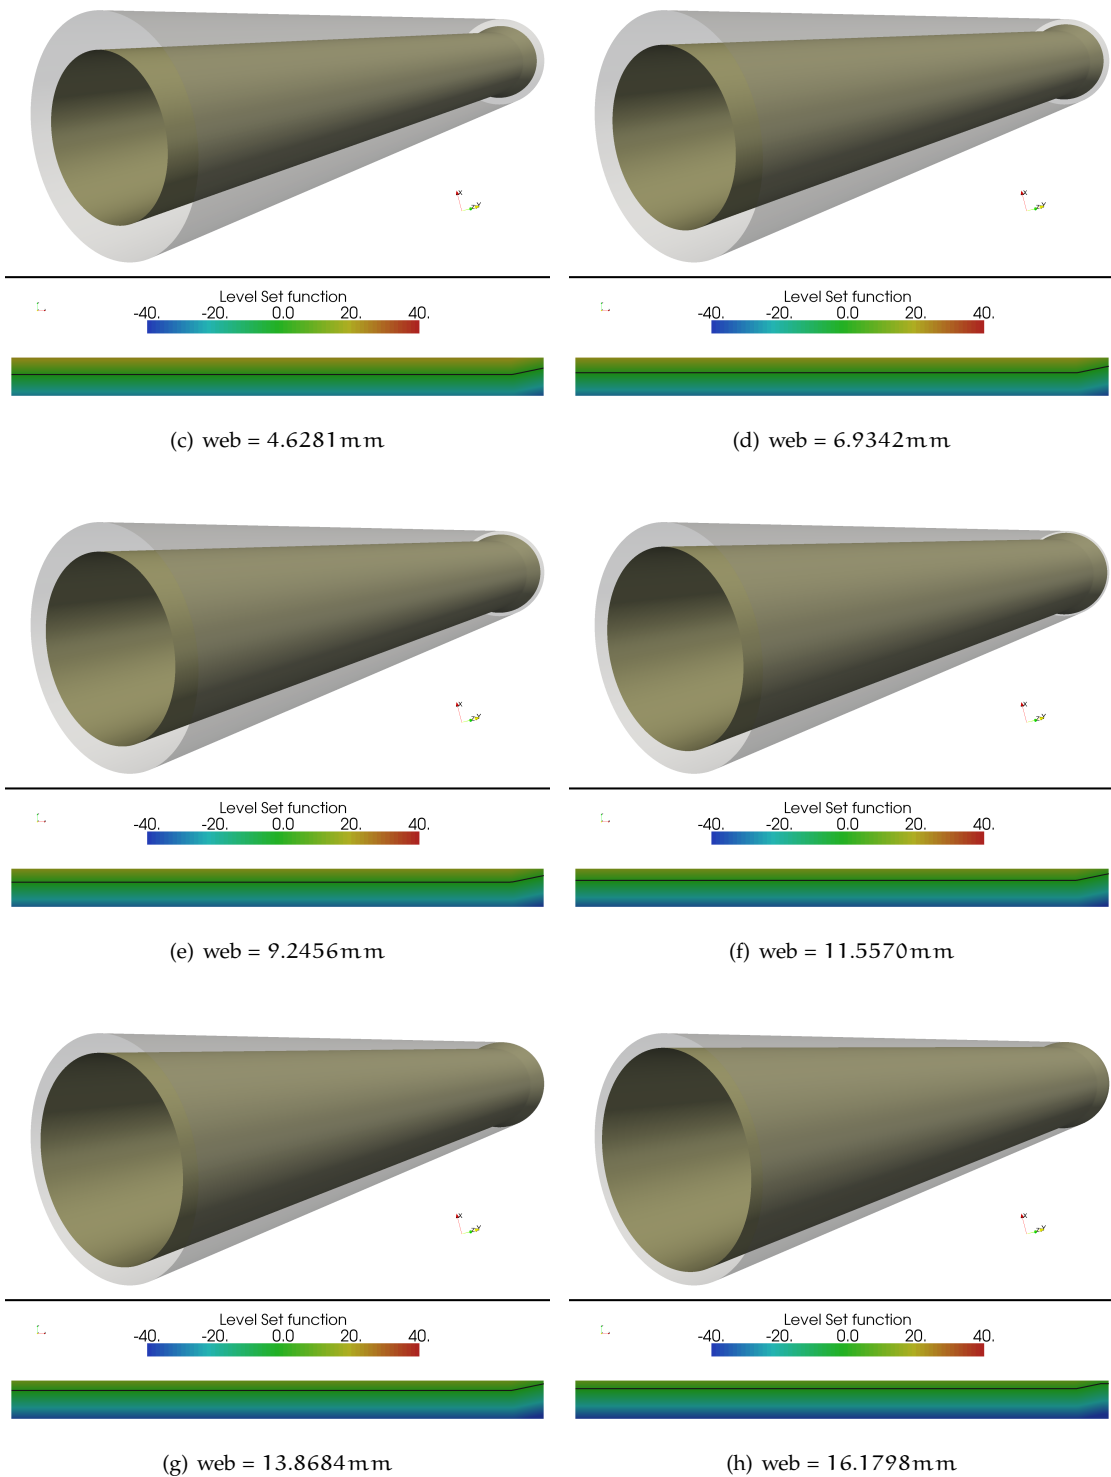 X
Z Y
X
Z Y
Level Set function
-40. -20. 0.0 20. 40.
Level Set function
-40. -20. 0.0 20. 40.
(c) web = 4.6281mm
(d) web = 6.9342mm
X
Z Y
X
Z Y
Level Set function
-40. -20. 0.0 20. 40.
Level Set function
-40. -20. 0.0 20. 40.
(e) web = 9.2456mm
(f) web = 11.5570mm
X
Z Y
X
Z Y
Level Set function
-40. -20. 0.0 20. 40.
Level Set function
-40. -20. 0.0 20. 40.
(g) web = 13.8684mm
(h) web = 16.1798mm